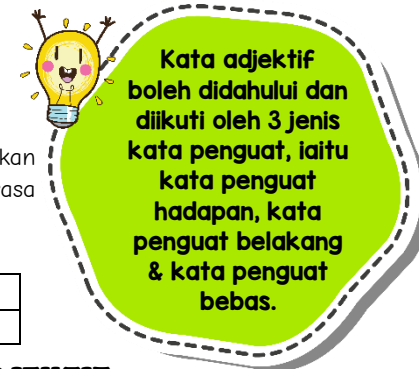 Kata adjektif
boleh didahului dan
diikuti oleh 3 jenis
kata penguat, iaitu
kata penguat
hadapan, kata
penguat belakang
& kata penguat
bebas.
kan
asa